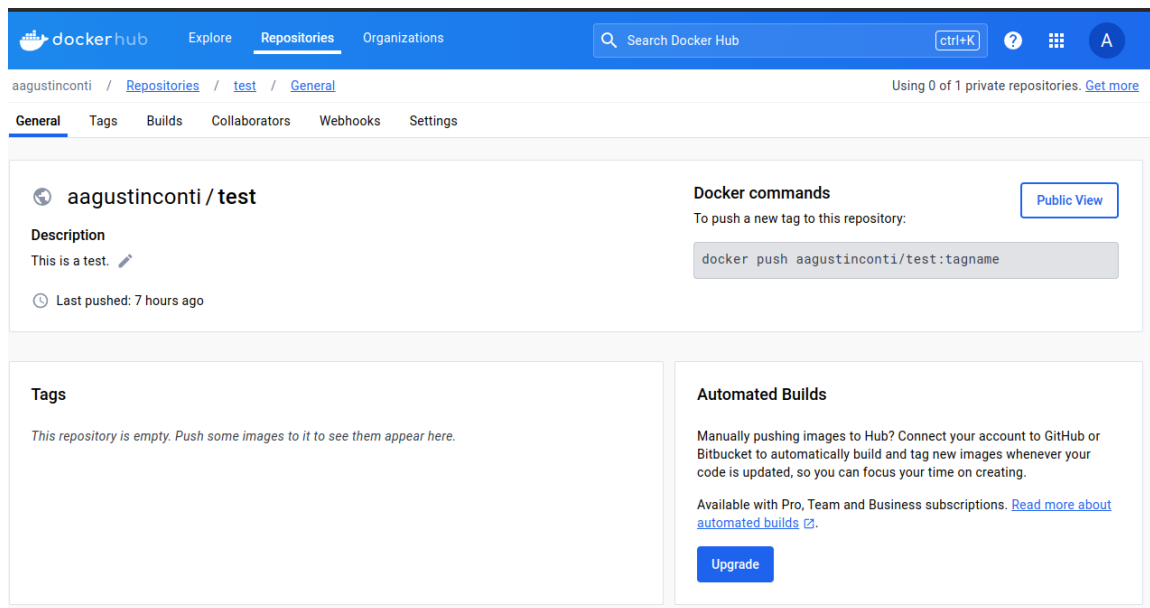 dockerhub Explore Repositories Organizations Search Docker Hub ctrl+K ? A
aagustinconti / Repositories / test / General Using 0 of 1 private repositories. Get more
General Tags Builds Collaborators Webhooks Settings
aagustinconti / test
Description
This is a test.
Last pushed: 7 hours ago
Docker commands
Public View
To push a new tag to this repository:
docker push aagustinconti/test:tagname
Tags
This repository is empty. Push some images to it to see them appear here.
Automated Builds
Manually pushing images to Hub? Connect your account to GitHub or
Bitbucket to automatically build and tag new images whenever your
code is updated, so you can focus your time on creating.
Available with Pro, Team and Business subscriptions. Read more about
automated builds.
Upgrade